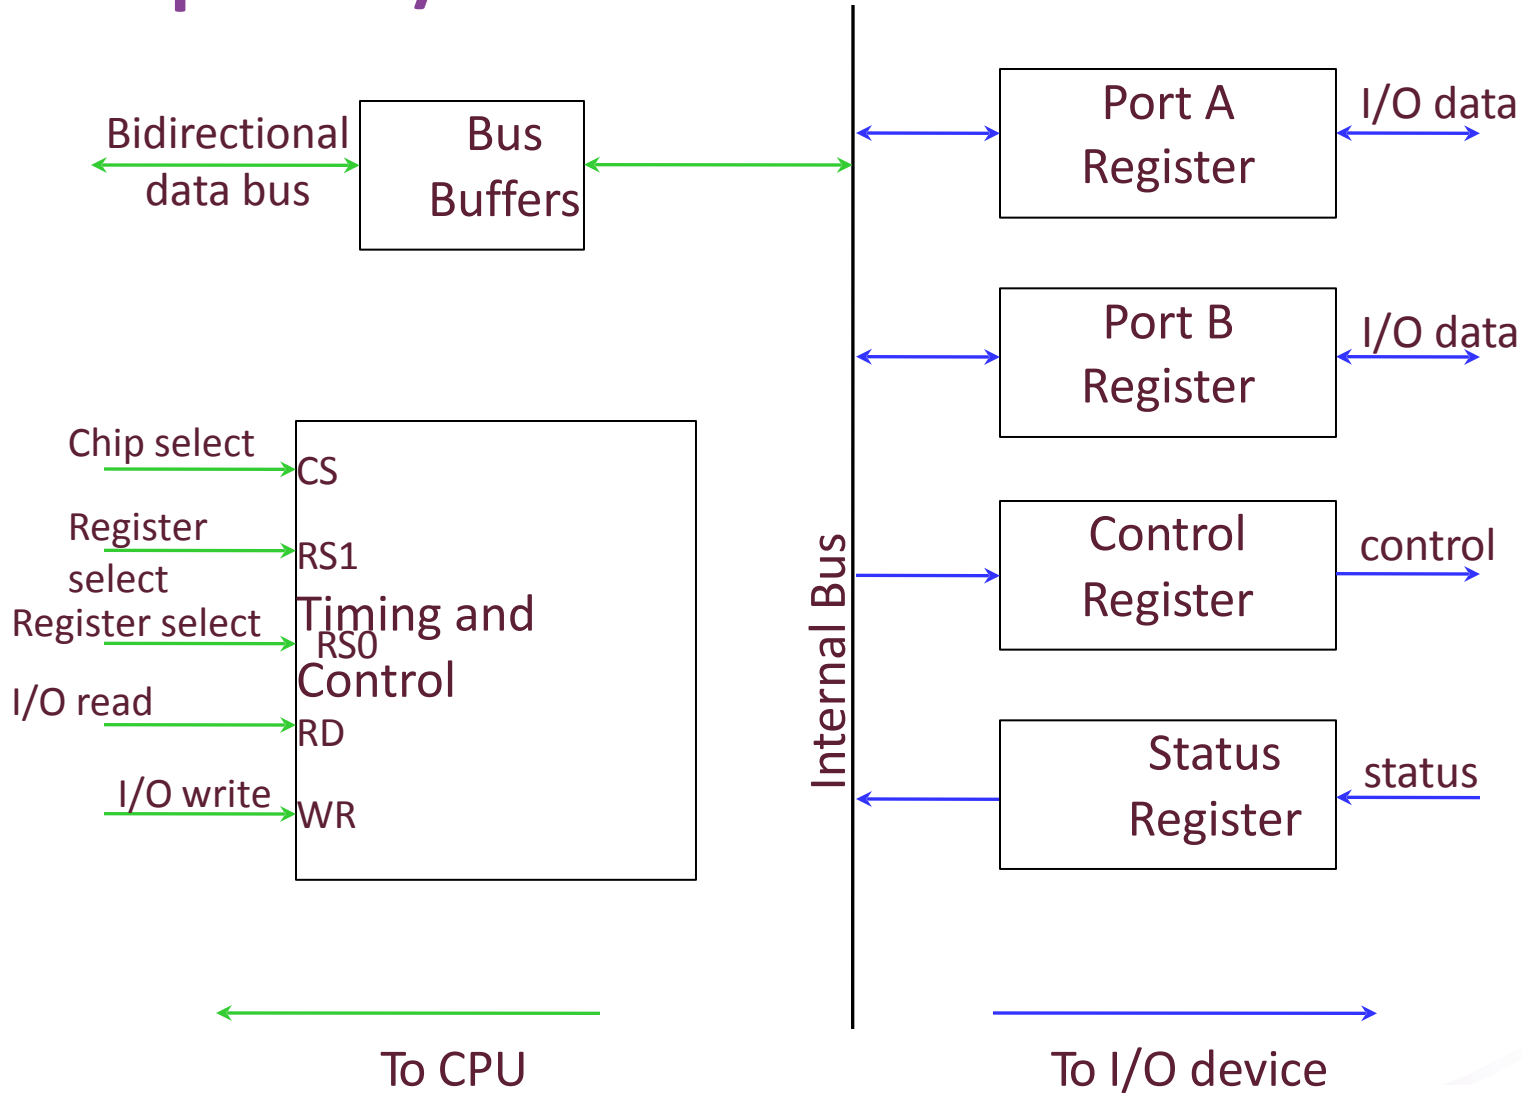 Bidirectional
data bus
Bus
Buffers
Port A
Register
I/O data
Port B
Register
I/O data
Chip select
CS
Register
select
RS1
Register select
Timing and
RS0
Control
I/O read
RD
I/O write
WR
Internal Bus
Control
Register
control
Status
Register
status
To CPU
To I/O device